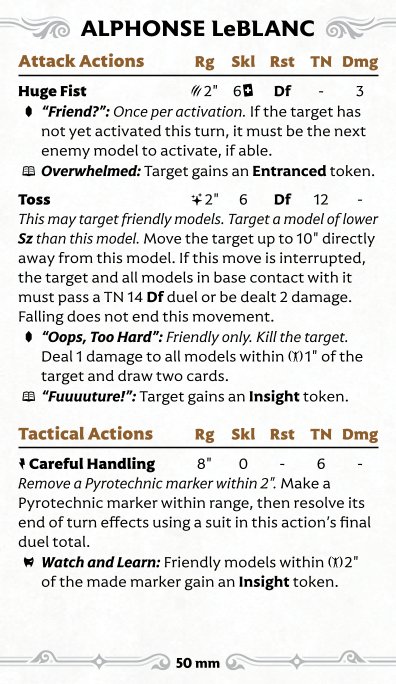 ALPHONSE LeBLANC
Attack Actions Rg Skl Rst TN Dmg
Huge Fist 2" 6 Df - 3
“Friend?”: Once per activation. If the target has
not yet activated this turn, it must be the next
enemy model to activate, if able.
Overwhelmed: Target gains an Entranced token.
Toss 2" 6 Df 12 -
This may target friendly models. Target a model of lower
Sz than this model. Move the target up to 10" directly
away from this model. If this move is interrupted,
the target and all models in base contact with it
must pass a TN 14 Df duel or be dealt 2 damage.
Falling does not end this movement.
“Oops, Too Hard”: Friendly only. Kill the target.
Deal 1 damage to all models within 1" of the
target and draw two cards.
“Fuuuuture!”: Target gains an Insight token.
Tactical Actions Rg Skl Rst TN Dmg
Careful Handling 8" 0 - 6 -
Remove a Pyrotechnic marker within 2". Make a
Pyrotechnic marker within range, then resolve its
end of turn effects using a suit in this action’s final
duel total.
Watch and Learn: Friendly models within 2"
of the made marker gain an Insight token.
50 mm